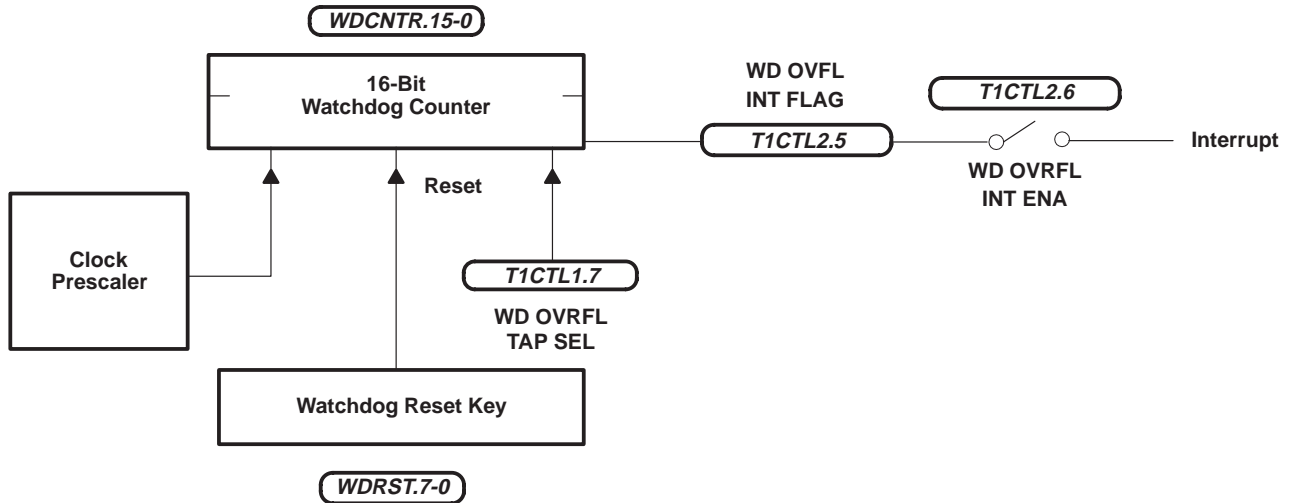 WDCNTR.15-0
16-Bit
Watchdog Counter
WD OVFL
INT FLAG
T1CTL2.6
T1CTL2.5
Interrupt
WD OVRFL
INT ENA
Reset
Clock
Prescaler
T1CTL1.7
WD OVRFL
TAP SEL
Watchdog Reset Key
WDRST.7-0